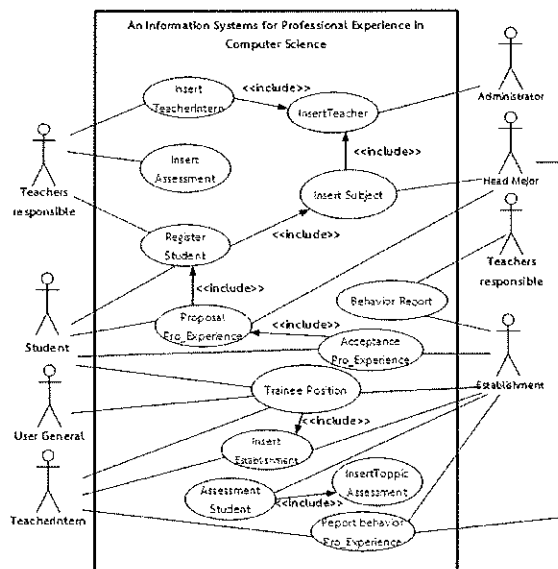 An Information Systems for Professional Experience in
Computer Science
Insert
TeacherIntern
<<include>>
InsertTeacher
Administrator
<<include>>
Insert
Assessment
Teachers
responsible
Insert Subject
Head Mejor
<<include>>
Register
Student
Teachers
responsible
<<include>>
Behavior Report
Proposal
Pro_Experience
<<include>>
Acceptance
Pro_Experience
Student
Trainee Position
Establishment
<<include>>
User General
Insert
Establishment
InsertToppic
Assessment
Assessment
Student
<<include>>
TeacherIntern
Peport behavior
Pro_Experience